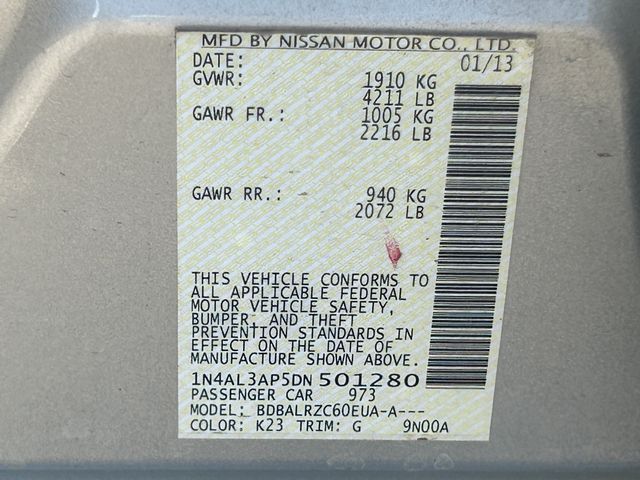 MFD BY NISSAN MOTOR CO., LTD.
DATE: 01/13
GVWR: 1910 KG
4211 LB
GAWR FR.: 1005 KG
2216 LB
GAWR RR.: 940 KG
2072 LB
THIS VEHICLE CONFORMS TO
ALL APPLICABLE FEDERAL
MOTOR VEHICLE SAFETY,
BUMPER, AND THEFT
PREVENTION STANDARDS IN
EFFECT ON THE DATE OF
MANUFACTURE SHOWN ABOVE.
1N4AL3AP5DN 501280
PASSENGER CAR 973
MODEL: BDBALRZC60EUA-A---
COLOR: K23 TRIM: G 9N00A